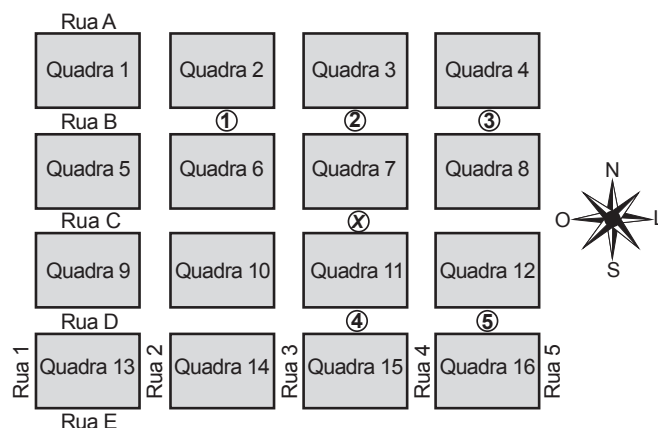 Rua A
Quadra 1 Quadra 2 Quadra 3 Quadra 4
Rua B 1 2 3
Quadra 5 Quadra 6 Quadra 7 Quadra 8
N
O L
S
Rua C X
Quadra 9 Quadra 10 Quadra 11 Quadra 12
Rua D 4 5
Rua 1 Quadra 13 Rua 2 Quadra 14 Rua 3 Quadra 15 Rua 4 Quadra 16 Rua 5
Rua E